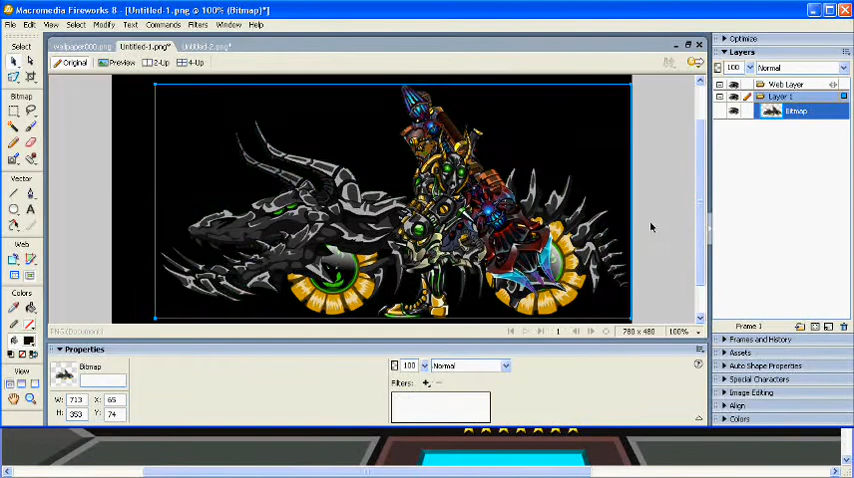 Macromedia Fireworks 8 - [Untitled-1.png @ 100% (Bitmap)*]
File Edit View Select Modify Text Commands Filters Window Help
Select
wallpaper000.png Untitled-1.png* Untitled-2.png*
Original Preview 2-Up 4-Up
Bitmap
Vector
Web
Colors
View
PNG (Document)
1 780 x 480 100%
Properties
Bitmap
W: 713 X: 65
H: 353 Y: 74
100 Normal
Filters:
Optimize
Layers
100 Normal
Web Layer
Layer 1
Bitmap
Frame 1
Frames and History
Assets
Auto Shape Properties
Special Characters
Image Editing
Align
Colors